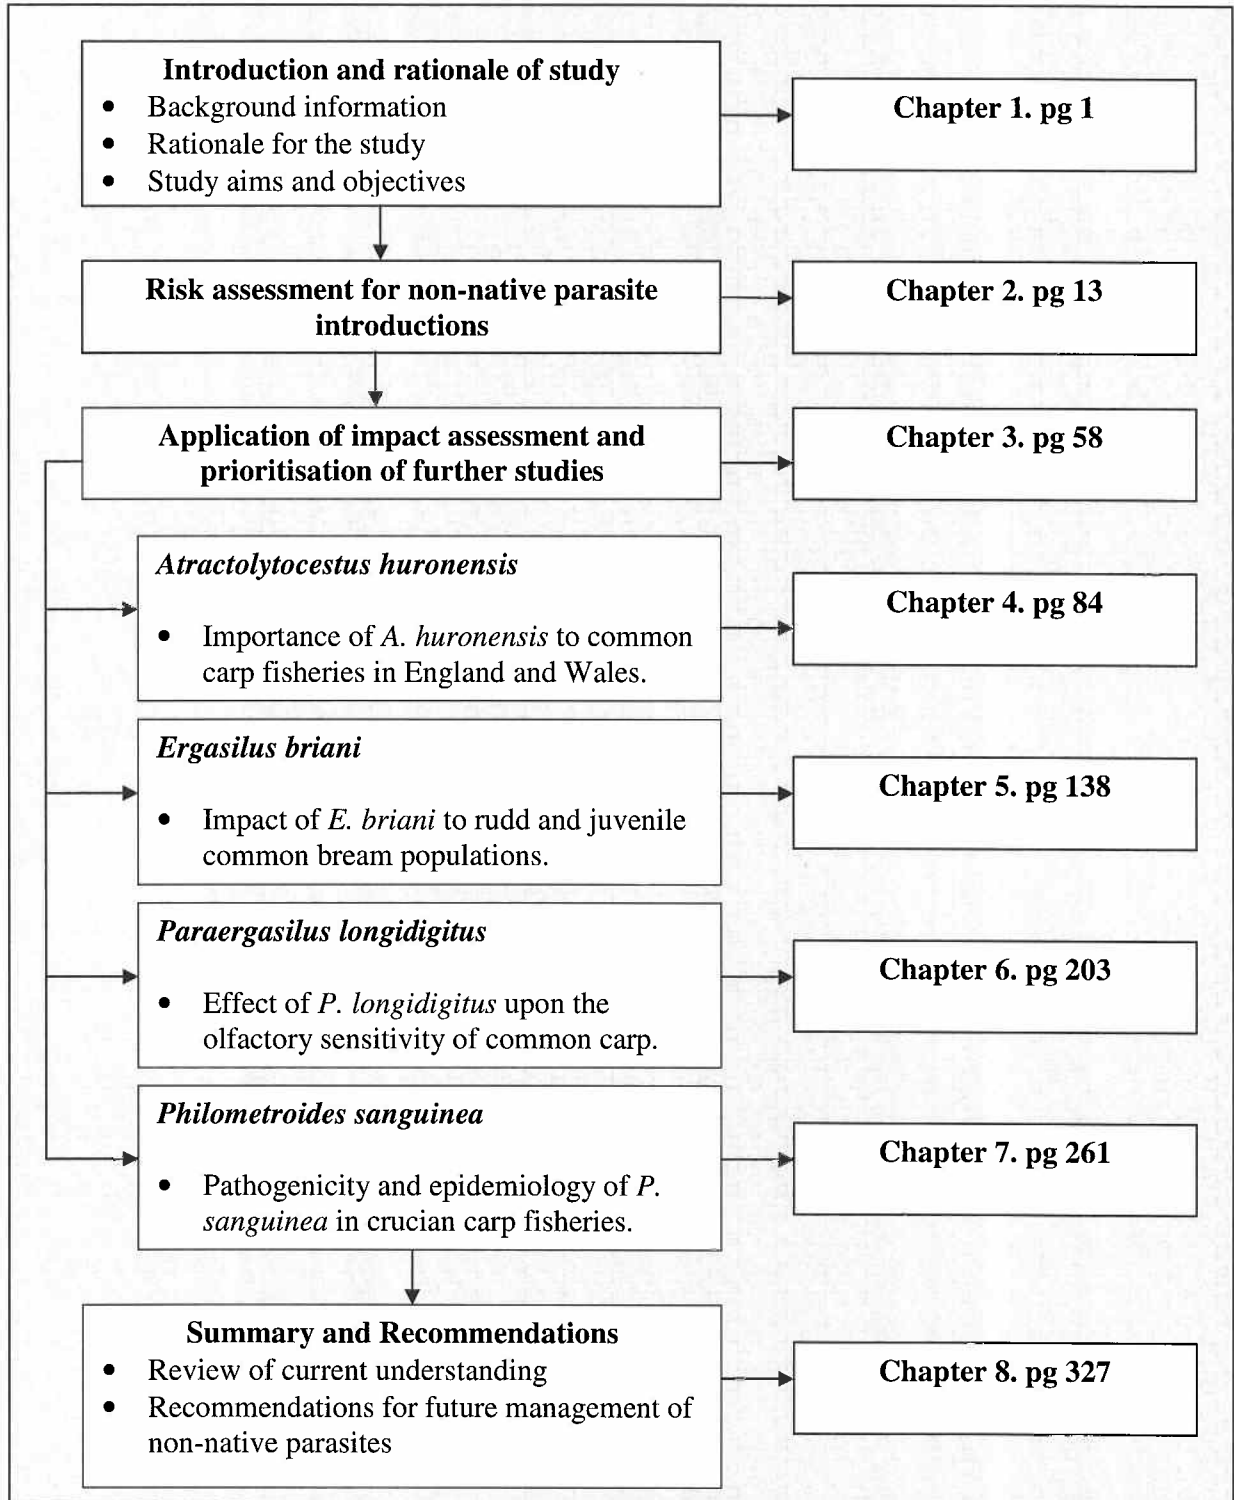 Introduction and rationale of study
• Background information
• Rationale for the study
• Study aims and objectives
Chapter 1. pg 1
Risk assessment for non-native parasite
introductions
Chapter 2. pg 13
Application of impact assessment and
prioritisation of further studies
Chapter 3. pg 58
Atractolytocestus huronensis
• Importance of A. huronensis to common
carp fisheries in England and Wales.
Chapter 4. pg 84
Ergasilus briani
• Impact of E. briani to rudd and juvenile
common bream populations.
Chapter 5. pg 138
Paraergasilus longidigitus
• Effect of P. longidigitus upon the
olfactory sensitivity of common carp.
Chapter 6. pg 203
Philometroides sanguinea
• Pathogenicity and epidemiology of P.
sanguinea in crucian carp fisheries.
Chapter 7. pg 261
Summary and Recommendations
• Review of current understanding
• Recommendations for future management of
non-native parasites
Chapter 8. pg 327